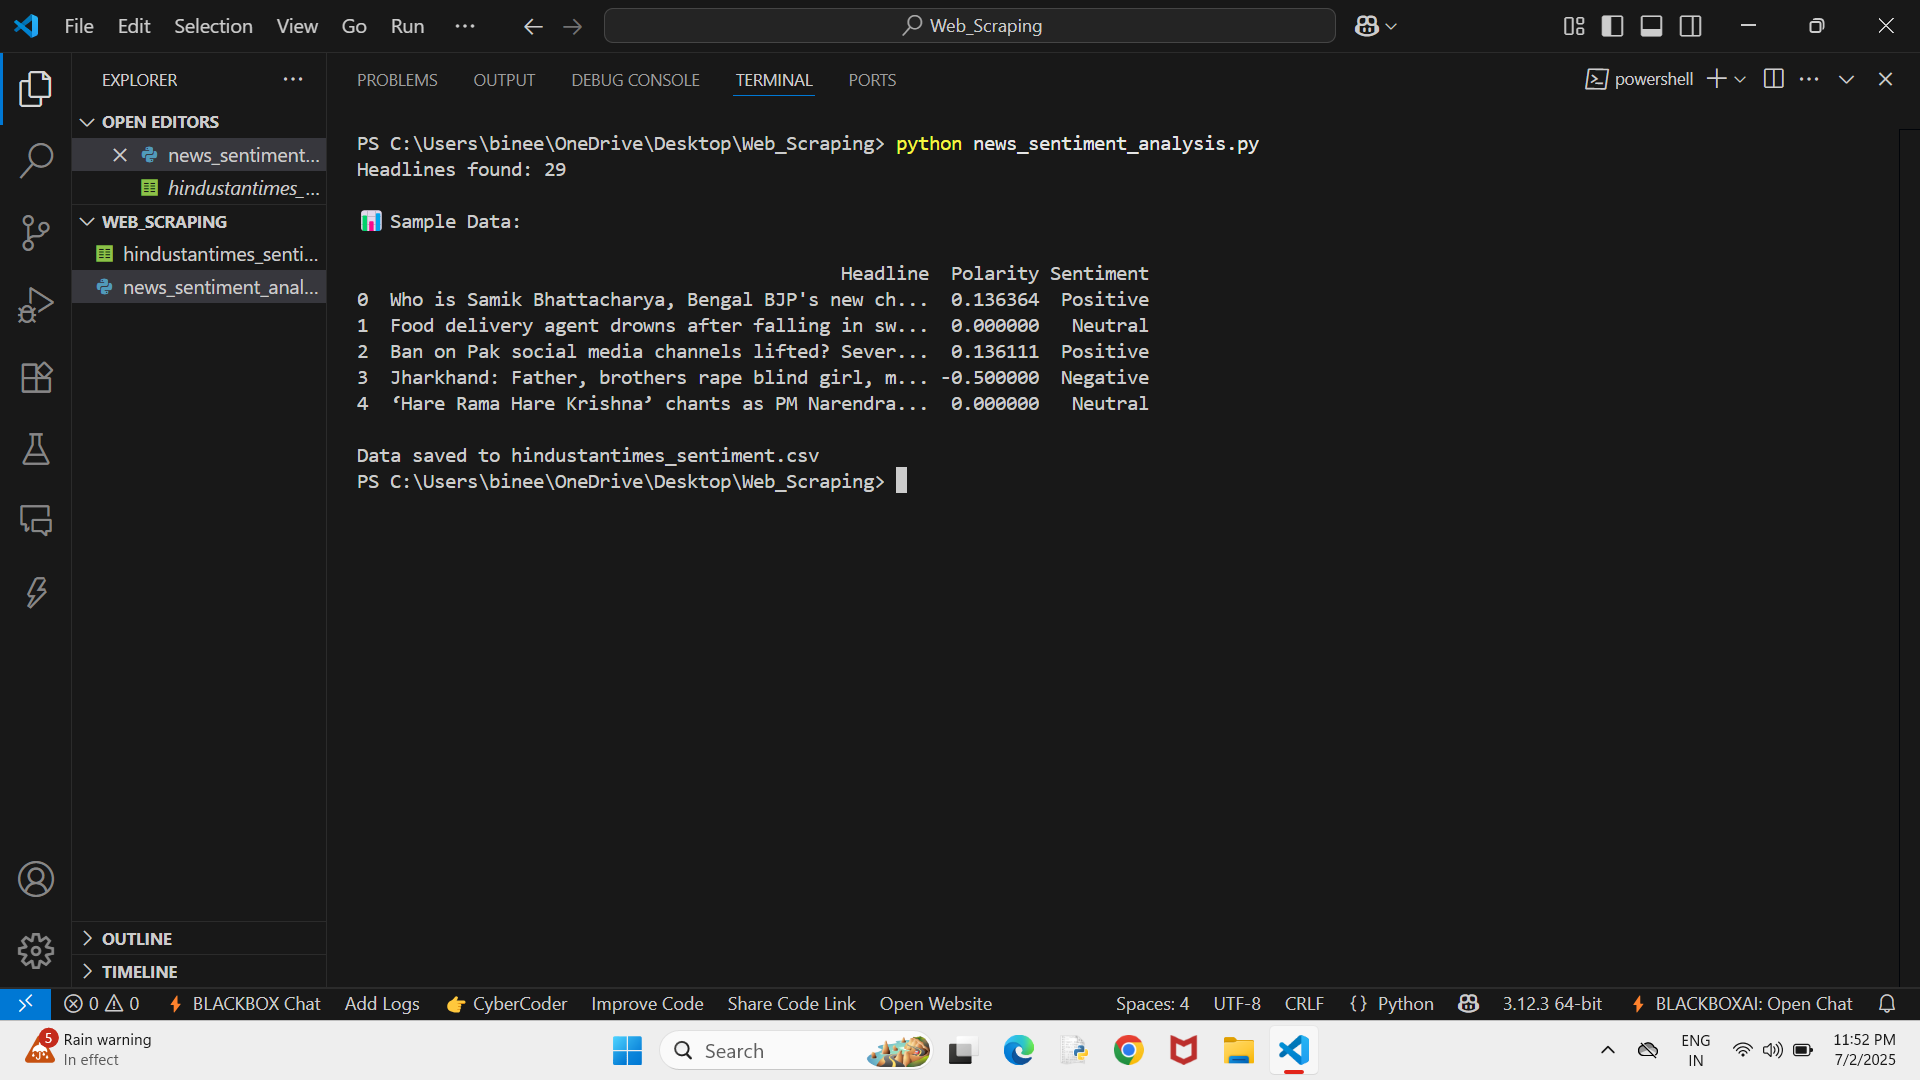 File Edit Selection View Go Run ...
Web_Scraping
EXPLORER
OPEN EDITORS
news_sentiment...
hindustantimes_...
WEB_SCRAPING
hindustantimes_senti...
news_sentiment_anal...
OUTLINE
TIMELINE
PROBLEMS OUTPUT DEBUG CONSOLE TERMINAL PORTS
powershell
PS C:\Users\binee\OneDrive\Desktop\Web_Scraping> python news_sentiment_analysis.py
Headlines found: 29
📊 Sample Data:
Headline Polarity Sentiment
0 Who is Samik Bhattacharya, Bengal BJP's new ch... 0.136364 Positive
1 Food delivery agent drowns after falling in sw... 0.000000 Neutral
2 Ban on Pak social media channels lifted? Sever... 0.136111 Positive
3 Jharkhand: Father, brothers rape blind girl, m... -0.500000 Negative
4 ‘Hare Rama Hare Krishna’ chants as PM Narendra... 0.000000 Neutral
Data saved to hindustantimes_sentiment.csv
PS C:\Users\binee\OneDrive\Desktop\Web_Scraping>
0 0 BLACKBOX Chat Add Logs 👉 CyberCoder Improve Code Share Code Link Open Website Spaces: 4 UTF-8 CRLF {} Python 3.12.3 64-bit BLACKBOXAI: Open Chat
5 Rain warning
In effect
Search
ENG
IN
11:52 PM
7/2/2025